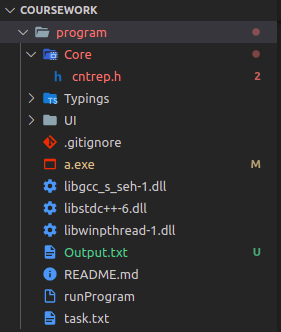 COURSEWORK
program
Core
h cntrep.h 2
TS Typings
UI
.gitignore
a.exe M
libgcc_s_seh-1.dll
libstdc++-6.dll
libwinpthread-1.dll
Output.txt U
README.md
runProgram
task.txt